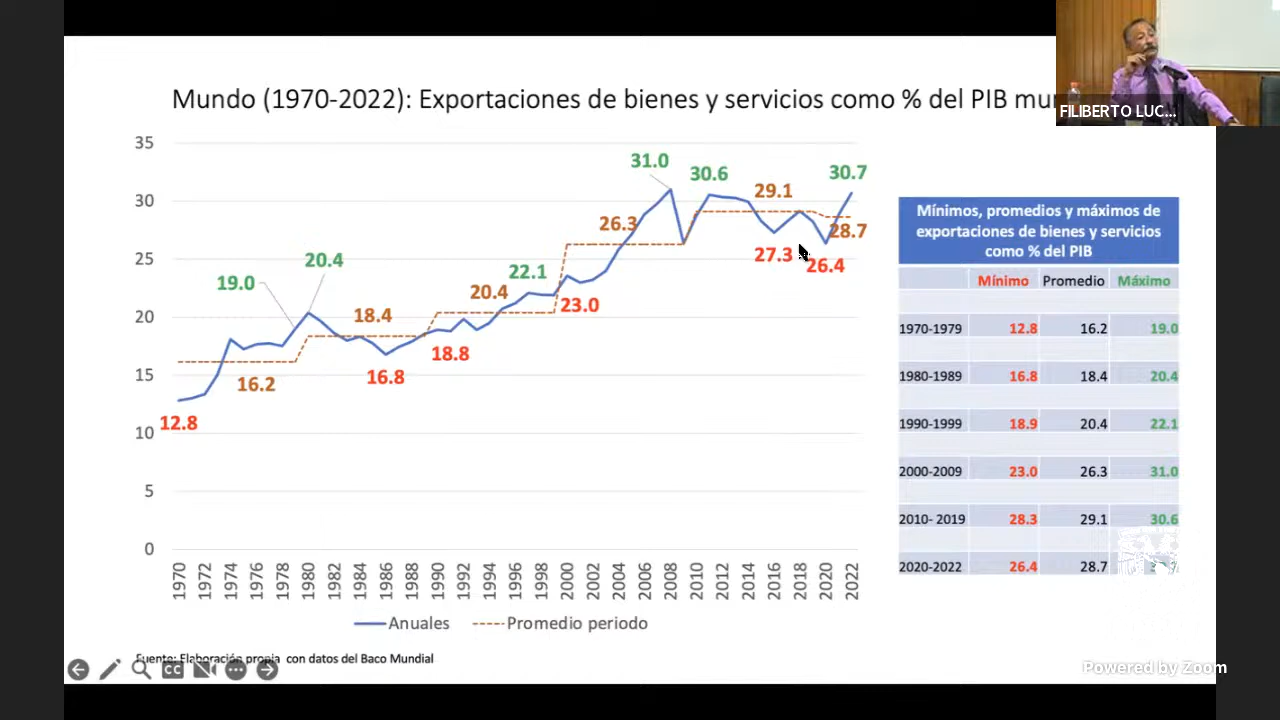 Mundo (1970-2022): Exportaciones de bienes y servicios como % del PIB
FILIBERTO LUC...
35
30
25
20
15
10
5
0
31.0
30.6
30.7
29.1
26.3
28.7
27.3
26.4
20.4
19.0
22.1
20.4
23.0
18.4
18.8
16.8
16.2
12.8
1970 1972 1974 1976 1978 1980 1982 1984 1986 1988 1990 1992 1994 1996 1998 2000 2002 2004 2006 2008 2010 2012 2014 2016 2018 2020 2022
Anuales Promedio periodo
Mínimos, promedios y máximos de
exportaciones de bienes y servicios
como % del PIB
Mínimo Promedio Máximo
1970-1979 12.8 16.2 19.0
1980-1989 16.8 18.4 20.4
1990-1999 18.9 20.4 22.1
2000-2009 23.0 26.3 31.0
2010- 2019 28.3 29.1 30.6
2020-2022 26.4 28.7
Fuente: Elaboración propia con datos del Baco Mundial
CC
Powered by Zoom